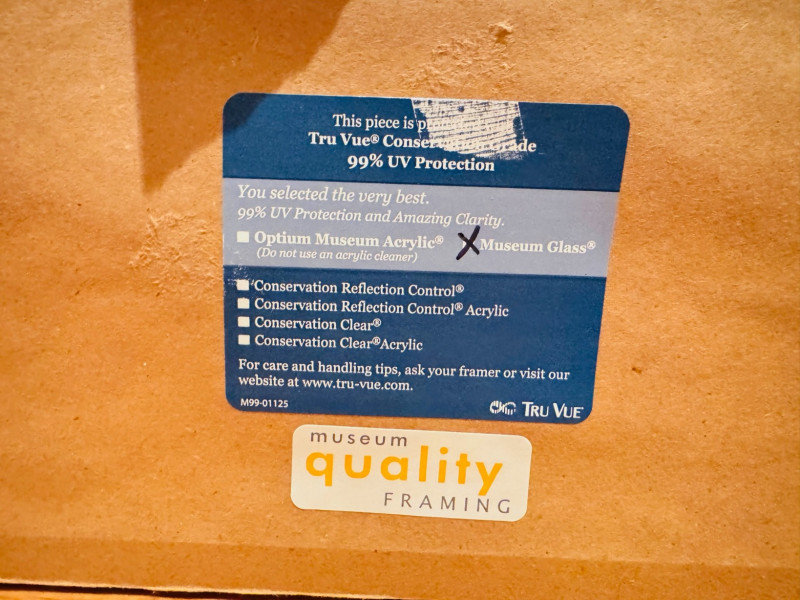 This piece is
Tru Vue® Conservation Grade
99% UV Protection
You selected the very best.
99% UV Protection and Amazing Clarity.
Optium Museum Acrylic® X Museum Glass®
(Do not use an acrylic cleaner)
Conservation Reflection Control®
Conservation Reflection Control® Acrylic
Conservation Clear®
Conservation Clear® Acrylic
For care and handling tips, ask your framer or visit our
website at www.tru-vue.com.
M99-01125
TRU VUE®
museum
quality
FRAMING